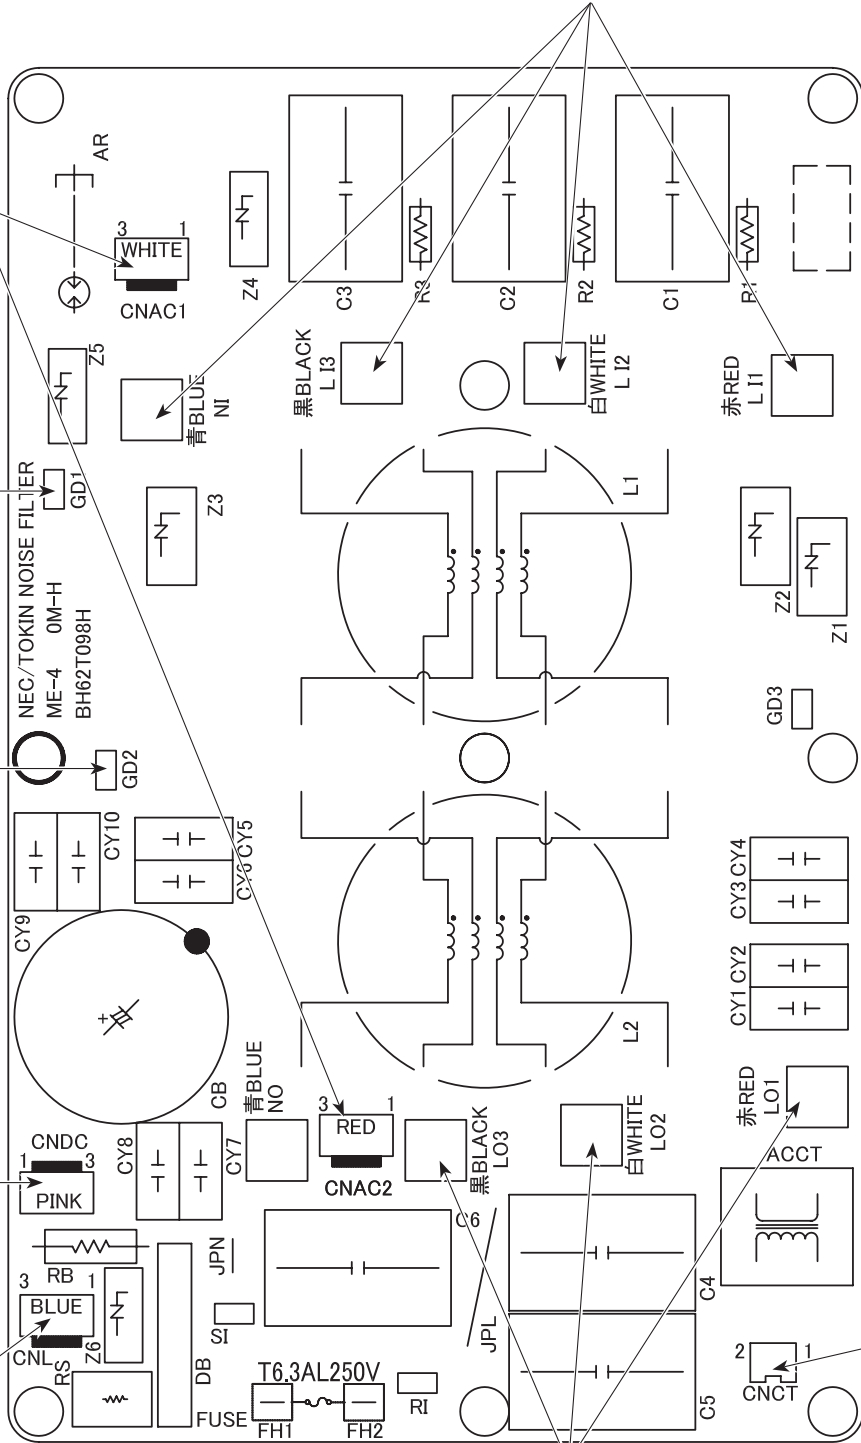 AR
3 1
WHITE
CNAC1
Z4
C3
R3
C2
R2
C1
R1
Z5
青BLUE
NI
黒BLACK
LI3
白WHITE
LI2
赤RED
LI1
GD1
Z3
L1
Z2
Z1
NEC/TOKIN NOISE FILTER
ME-4 0M-H
BH62T098H
GD2
GD3
CY10
CY9
CY5
CY6
CY4
CY3
CY2
CY1
+
CB
L2
青BLUE
NO
3 1
RED
CNAC2
黒BLACK
LO3
白WHITE
LO2
赤RED
LO1
ACCT
CNDC
1 3
PINK
CY8
CY7
RB
JPN
C6
C4
JPL
3 1
BLUE
CNL
Z6
SI
RS
DB
T6.3AL250V
FUSE
FH1
FH2
RI
C5
2 1
CNCT